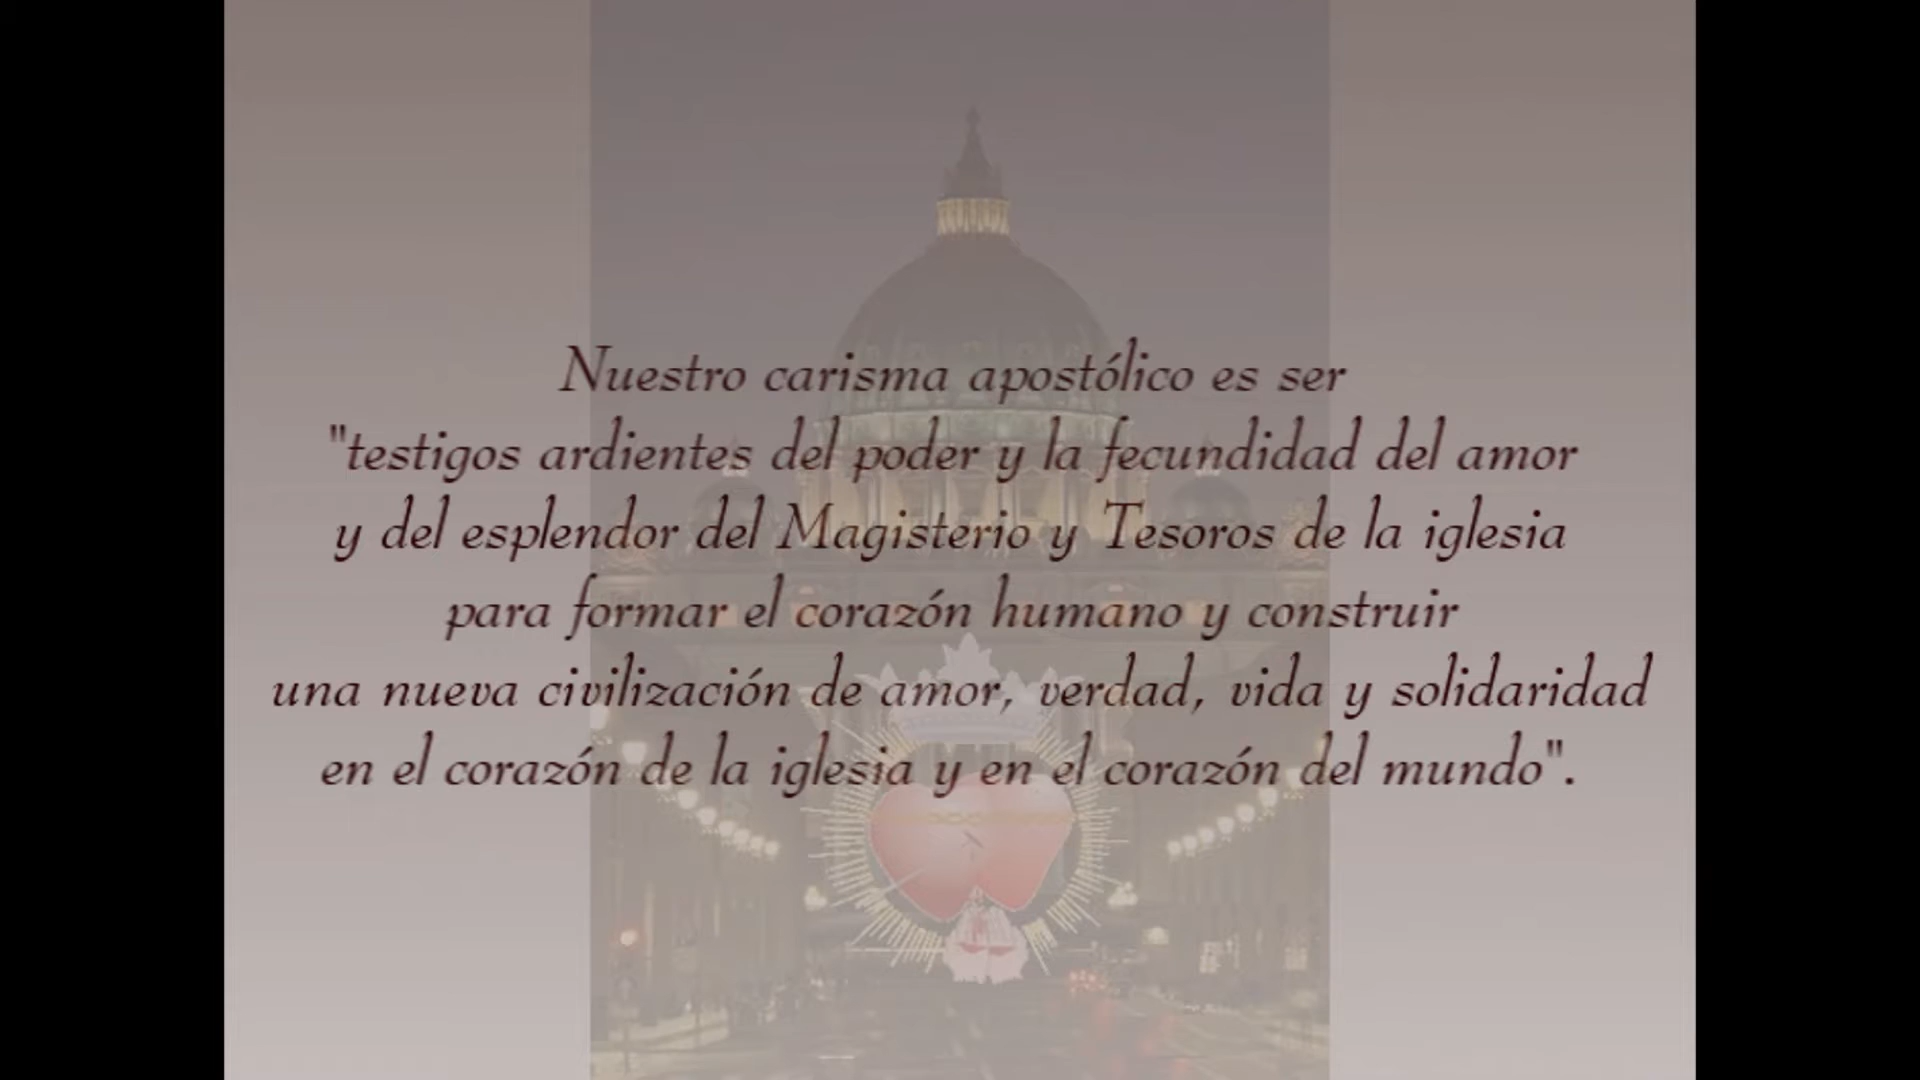 Nuestro carisma apostólico es ser
"testigos ardientes del poder y la fecundidad del amor
y del esplendor del Magisterio y Tesoros de la iglesia
para formar el corazón humano y construir
una nueva civilización de amor, verdad, vida y solidaridad
en el corazón de la iglesia y en el corazón del mundo".